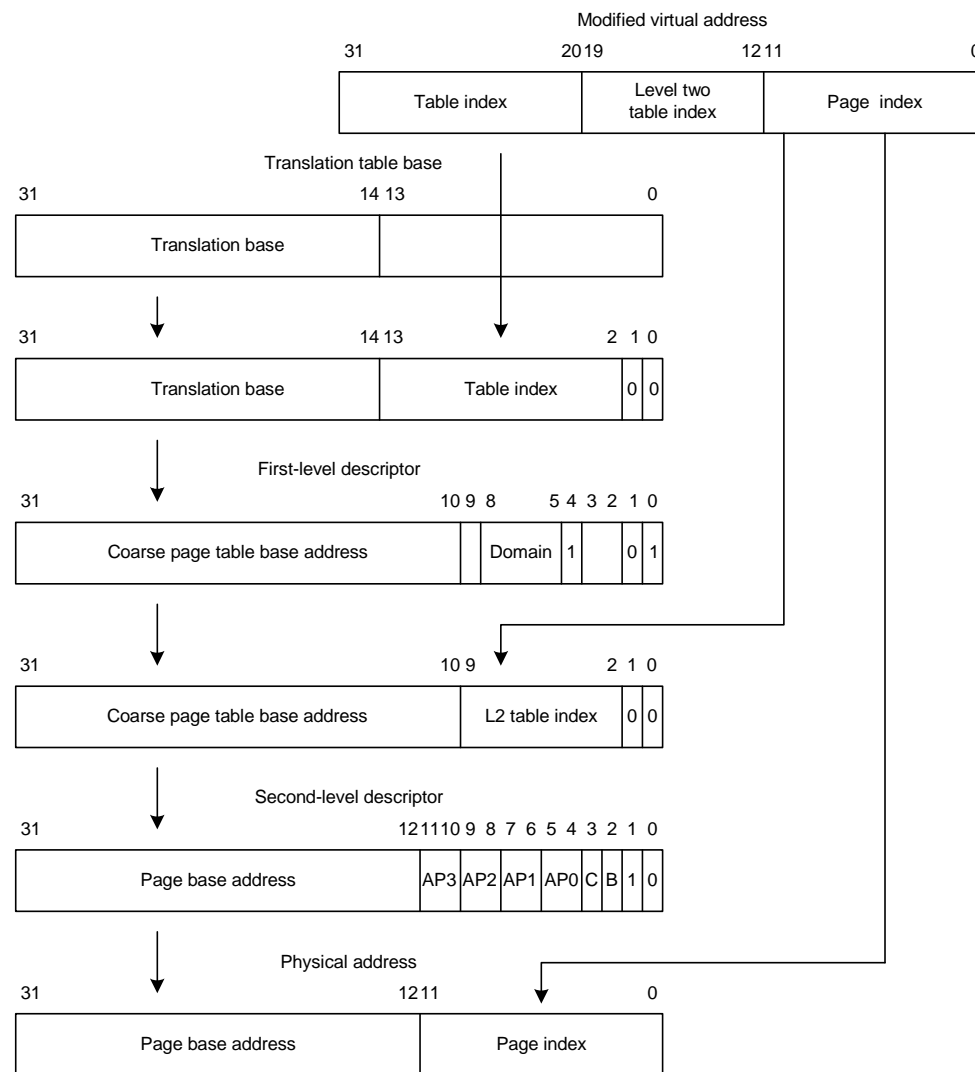 Modified virtual address
31 2019 1211 0
Table index Level two table index Page index
Translation table base
31 14 13 0
Translation base
31 14 13 2 1 0
Translation base Table index 0 0
First-level descriptor
31 10 9 8 5 4 3 2 1 0
Coarse page table base address Domain 1 0 1
31 10 9 2 1 0
Coarse page table base address L2 table index 0 0
Second-level descriptor
31 12 11 10 9 8 7 6 5 4 3 2 1 0
Page base address AP3 AP2 AP1 AP0 C B 1 0
Physical address
31 12 11 0
Page base address Page index